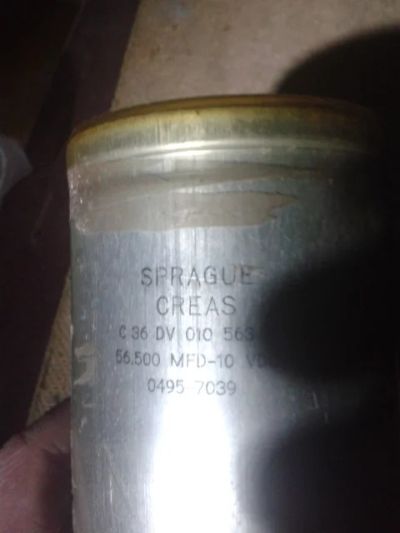 SPRAGUE
CREAS
C 36 DV 010 563
56,500 MFD-10 VD
0495 7039